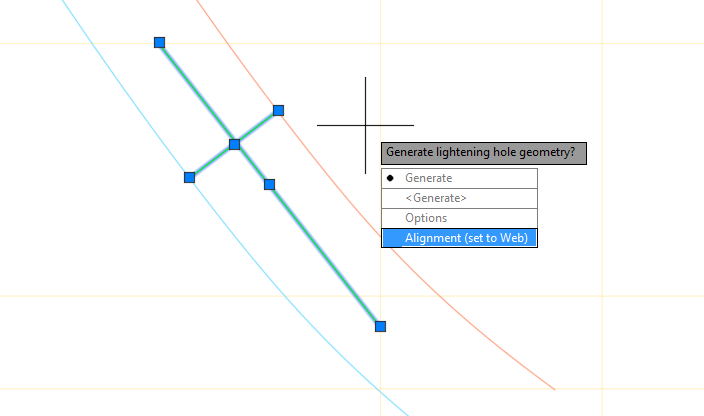 Generate lightening hole geometry?
Generate
<Generate>
Options
Alignment (set to Web)